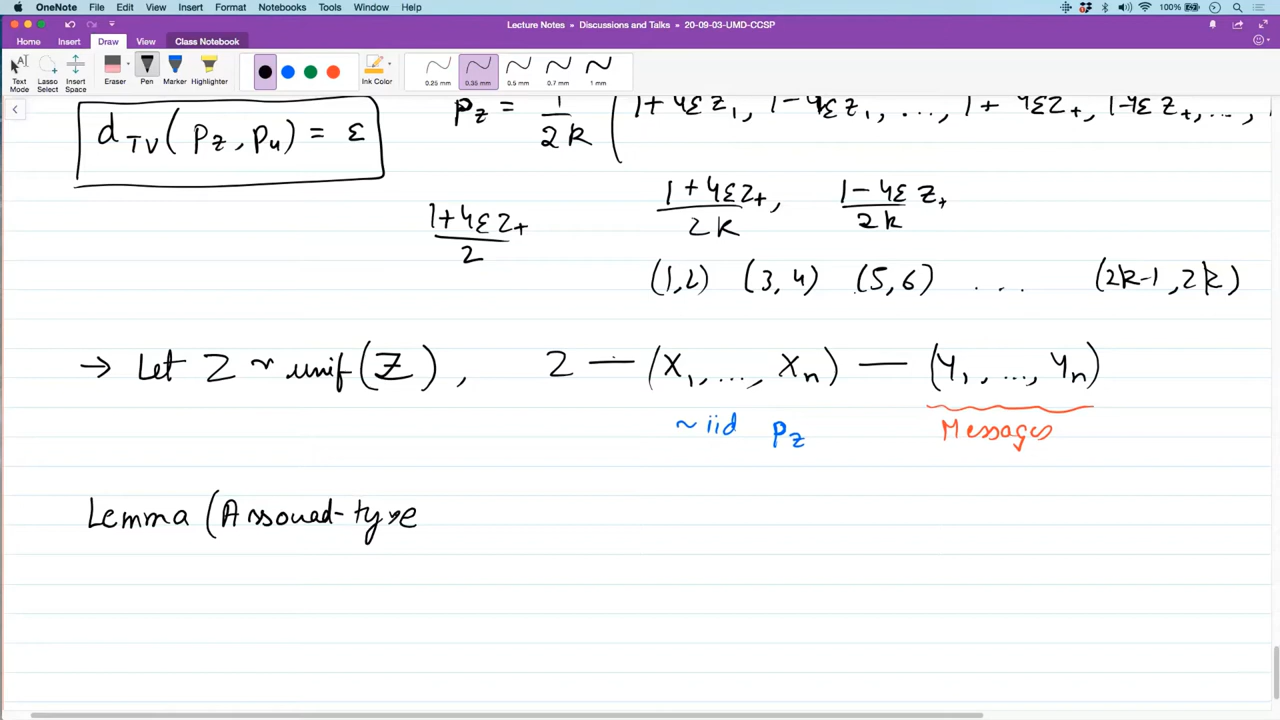 OneNote File Edit View Insert Format Notebooks Tools Window Help 100%
Lecture Notes » Discussions and Talks » 20-09-03-UMD-CCSP
Home Insert Draw View Class Notebook
Text Mode Lasso Select Insert Space Eraser Pen Marker Highlighter Ink Color 0.25 mm 0.35 mm 0.5 mm 0.7 mm 1 mm
d_TV(p_z, p_u) = ε
p_z = 1/2k (1+4εz_1, 1-4εz_1, ..., 1+4εz_t, 1-4εz_t, ...,
(1+4εz_t)/2 (1+4εz_t)/2k, (1-4εz_t)/2k
(1,2) (3,4) (5,6) ... (2k-1, 2k)
→ Let Z ~ unif(Z), Z — (X_1, ..., X_n) — (Y_1, ..., Y_n)
~ iid p_z Messages
Lemma (Assouad-type